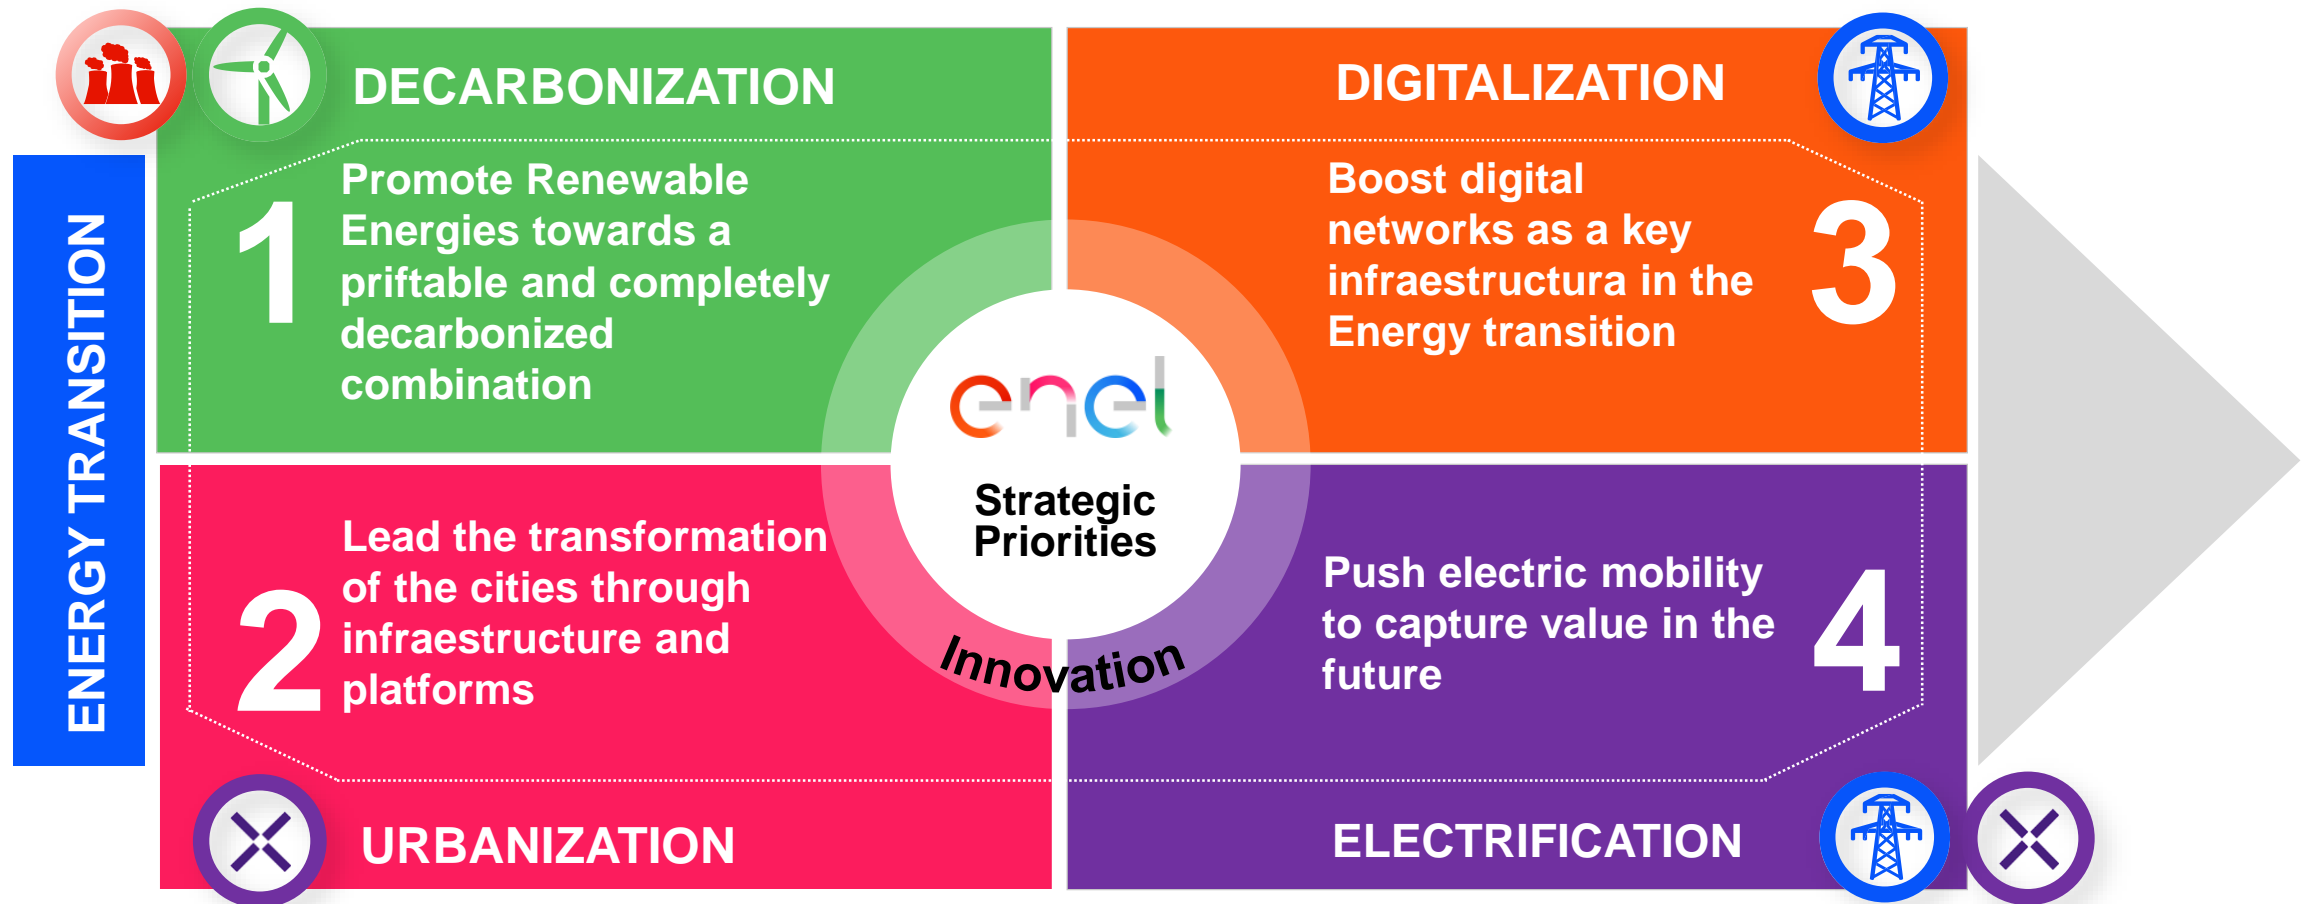 ENERGY TRANSITION
DECARBONIZATION
1
Promote Renewable
Energies towards a
priftable and completely
decarbonized
combination
2
Lead the transformation
of the cities through
infraestructure and
platforms
URBANIZATION
enel
Strategic
Priorities
Innovation
DIGITALIZATION
Boost digital
networks as a key
infraestructura in the
Energy transition
3
Push electric mobility
to capture value in the
future
4
ELECTRIFICATION